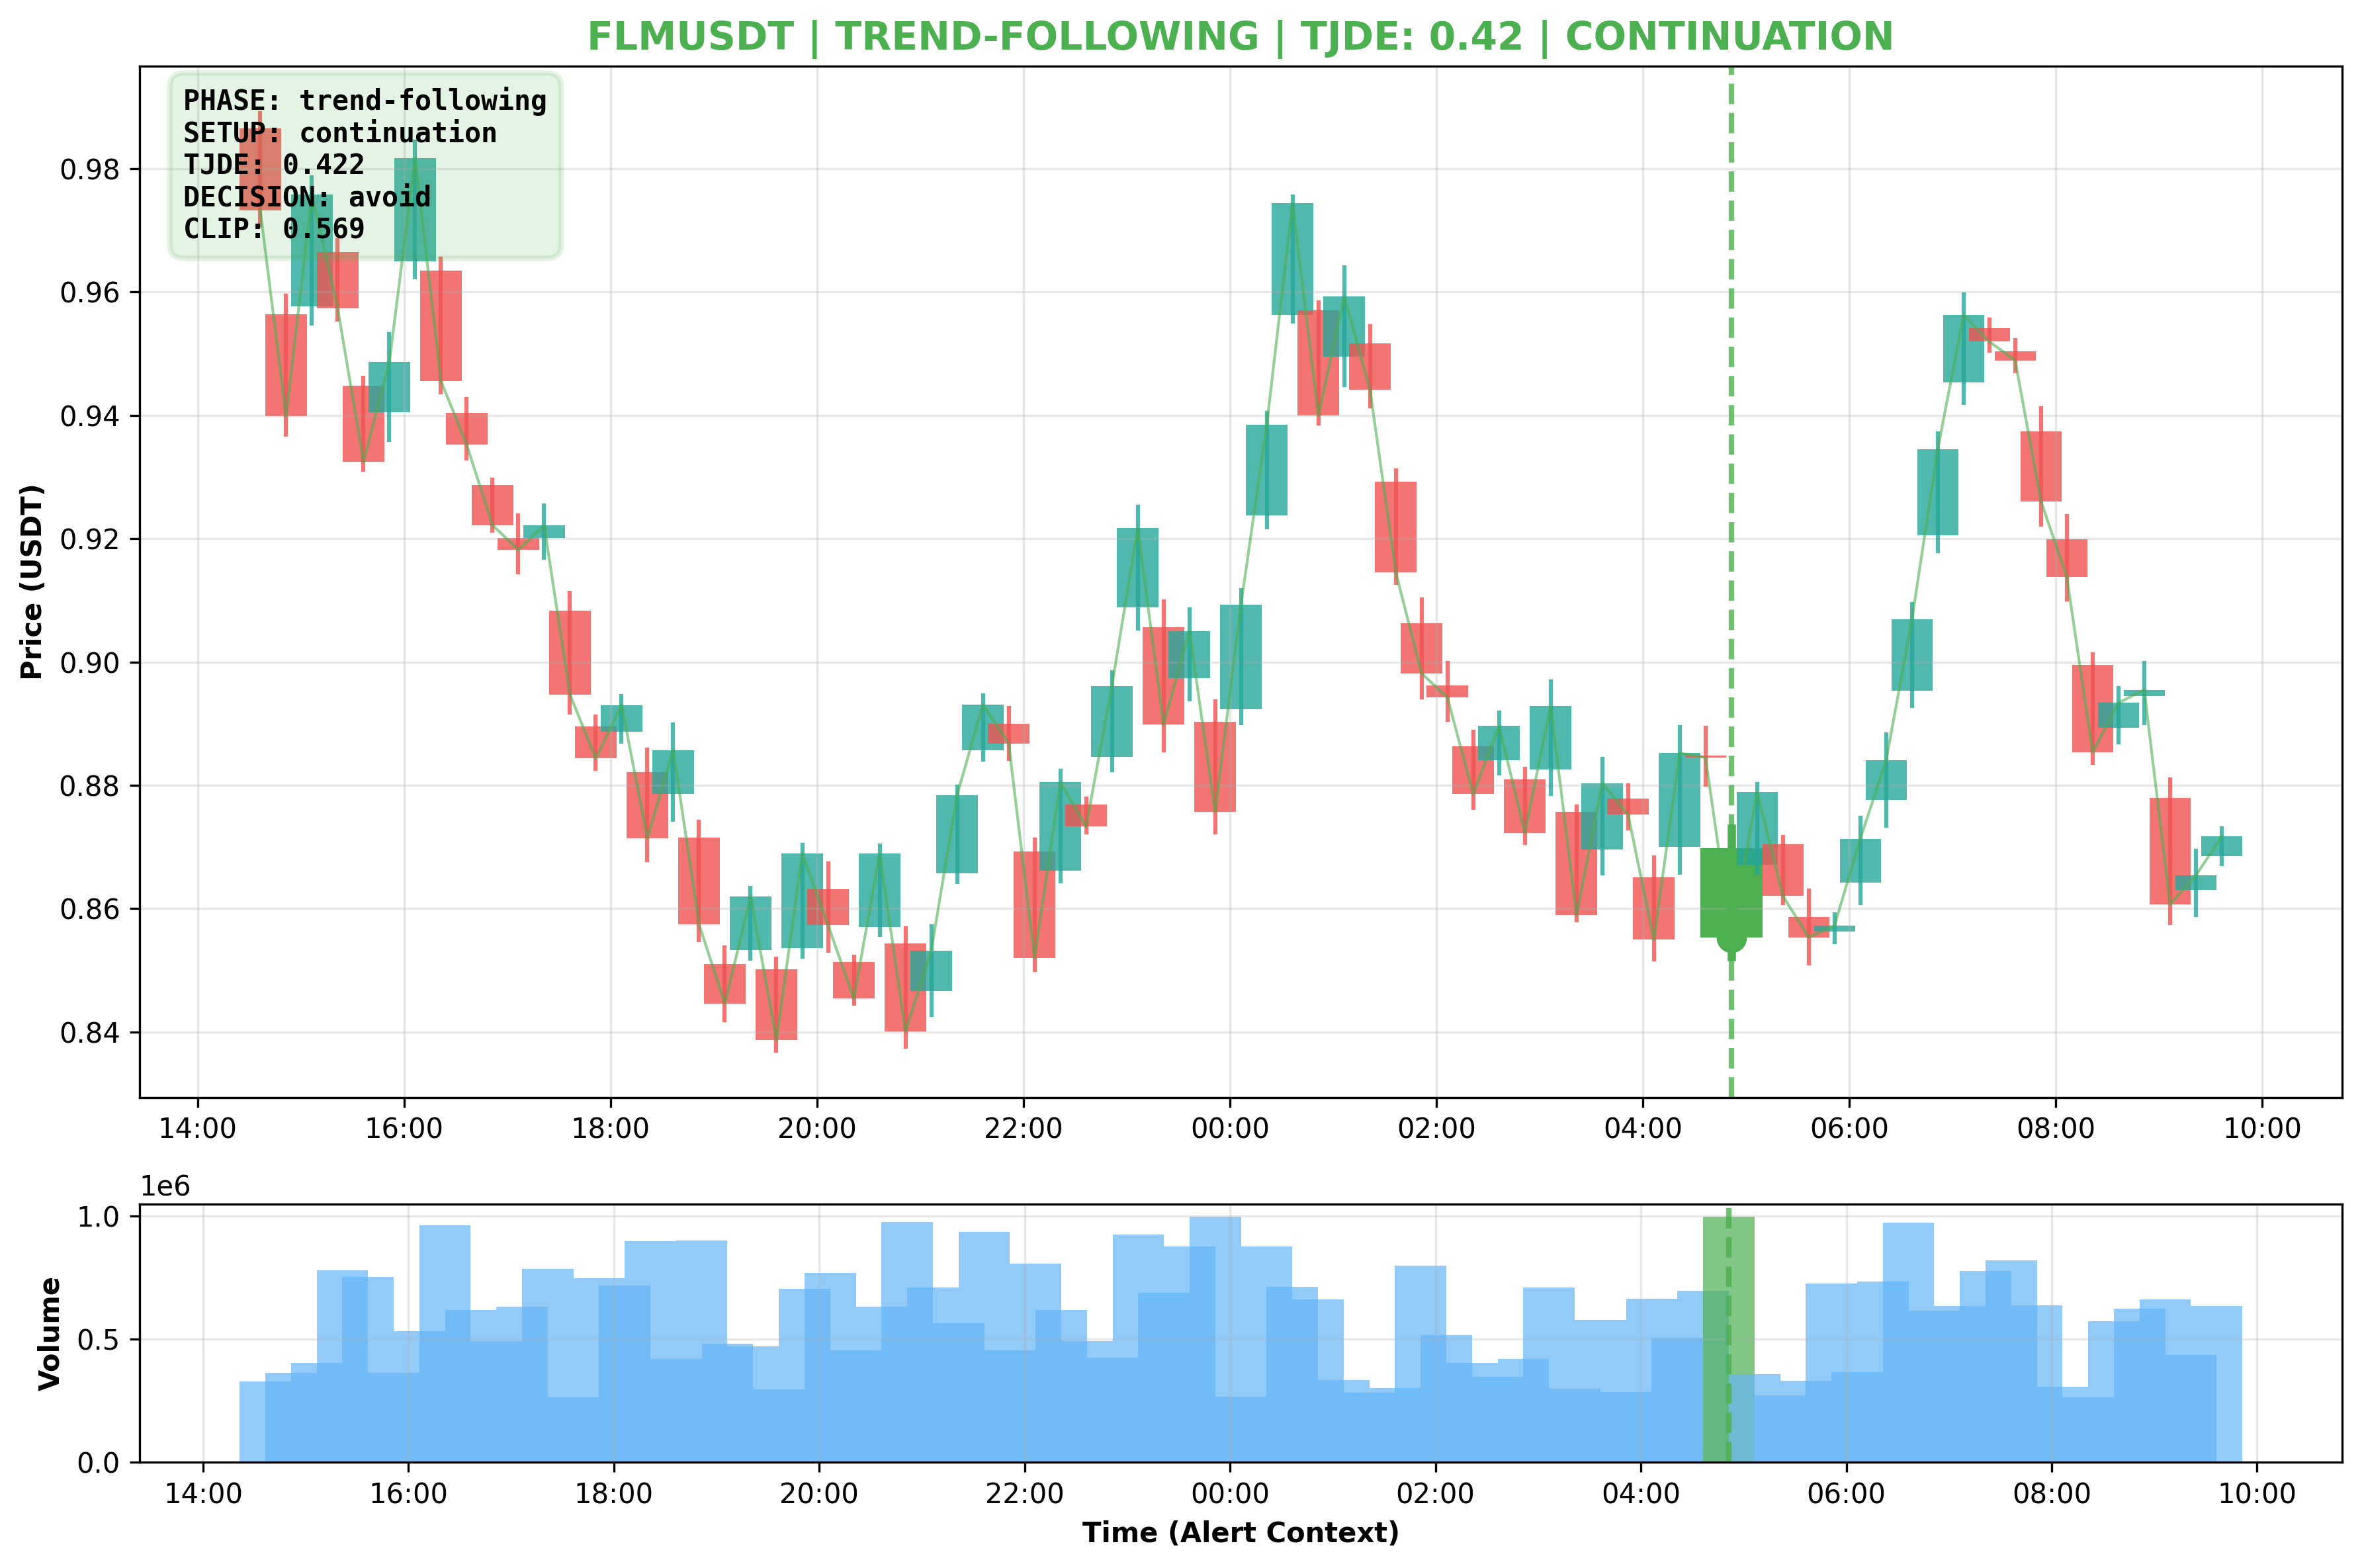 FLMUSDT | TREND-FOLLOWING | TJDE: 0.42 | CONTINUATION
PHASE: trend-following
SETUP: continuation
TJDE: 0.422
DECISION: avoid
CLIP: 0.569
Price (USDT)
0.98
0.96
0.94
0.92
0.90
0.88
0.86
0.84
14:00 16:00 18:00 20:00 22:00 00:00 02:00 04:00 06:00 08:00 10:00
1e6
Volume
1.0
0.5
0.0
14:00 16:00 18:00 20:00 22:00 00:00 02:00 04:00 06:00 08:00 10:00
Time (Alert Context)